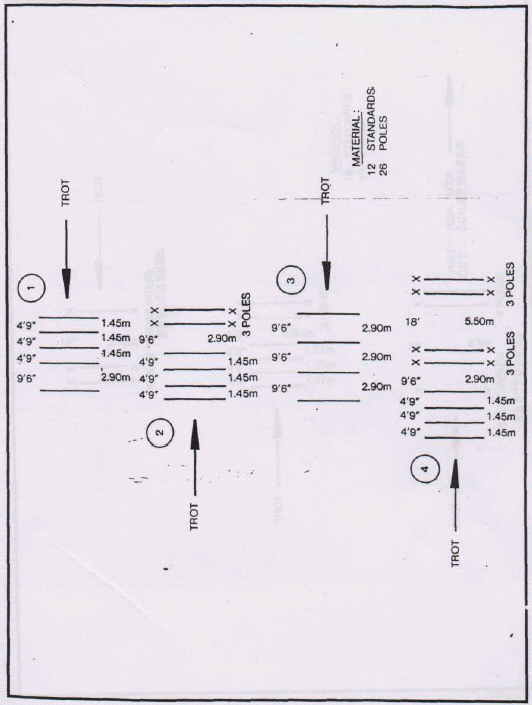 MATERIAL:
12 STANDARDS
26 POLES
1
TROT
4'9" 1.45m
4'9" 1.45m
4'9" 1.45m
9'6" 2.90m
2
TROT
X X
X X
3 POLES
9'6" 2.90m
4'9" 1.45m
4'9" 1.45m
4'9" 1.45m
3
TROT
9'6" 2.90m
9'6" 2.90m
9'6" 2.90m
4
TROT
X X
X X
3 POLES
18' 5.50m
X X
X X
3 POLES
9'6" 2.90m
4'9" 1.45m
4'9" 1.45m
4'9" 1.45m